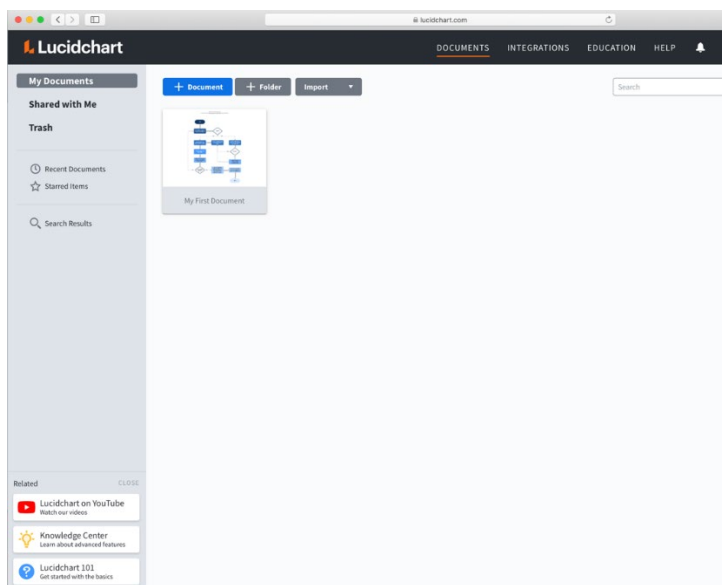 lucidchart.com
Lucidchart
DOCUMENTS INTEGRATIONS EDUCATION HELP
My Documents
Shared with Me
Trash
Recent Documents
Starred Items
Search Results
+ Document
+ Folder
Import
Search
My First Document
Related CLOSE
Lucidchart on YouTube
Watch our videos
Knowledge Center
Learn about advanced features
Lucidchart 101
Get started with the basics